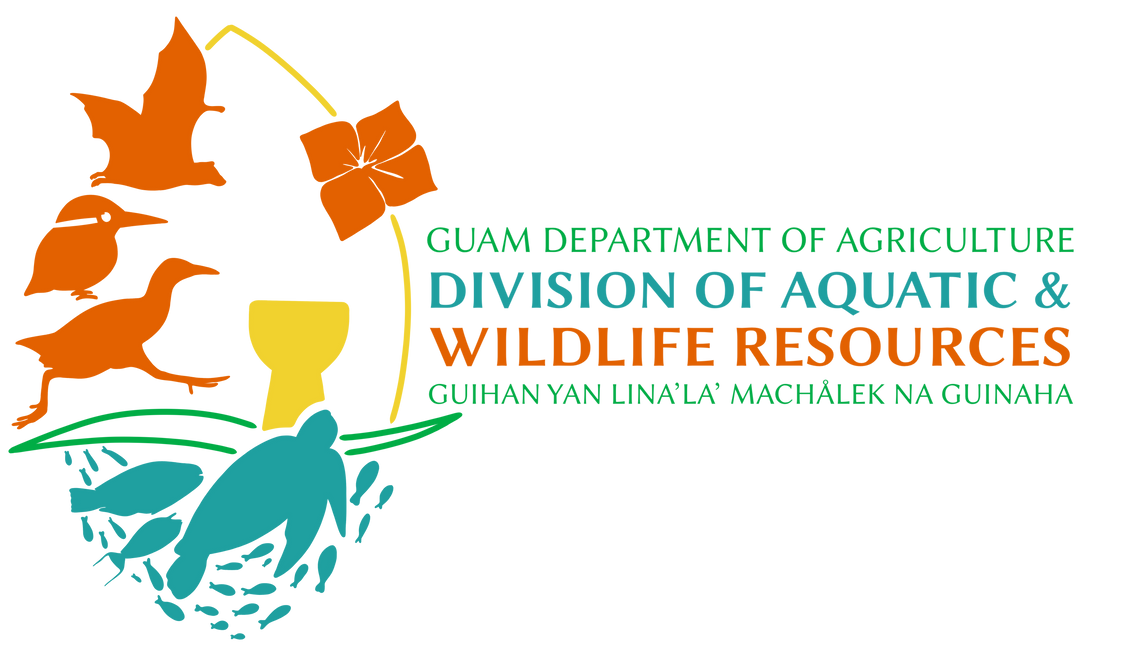 GUAM DEPARTMENT OF AGRICULTURE
DIVISION OF AQUATIC &
WILDLIFE RESOURCES
GUIHAN YAN LINA’LA’ MACHÅLEK NA GUINAHA